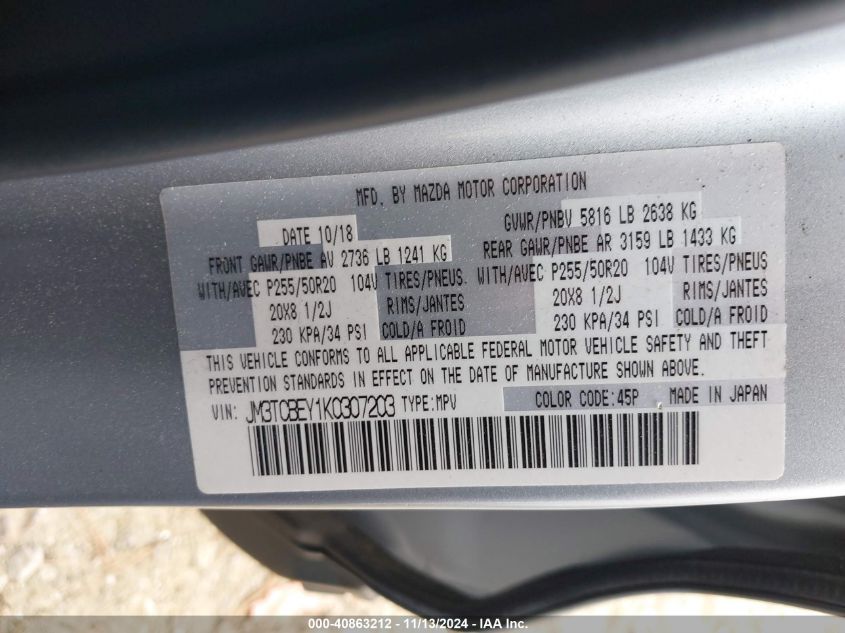 MFD. BY MAZDA MOTOR CORPORATION
DATE 10/18 GVWR/PNBV 5816 LB 2638 KG
FRONT GAWR/PNBE AV 2736 LB 1241 KG REAR GAWR/PNBE AR 3159 LB 1433 KG
WITH/AVEC P255/50R20 104V TIRES/PNEUS WITH/AVEC P255/50R20 104V TIRES/PNEUS
20X8 1/2J RIMS/JANTES 20X8 1/2J RIMS/JANTES
230 KPA/34 PSI COLD/A FROID 230 KPA/34 PSI COLD/A FROID
THIS VEHICLE CONFORMS TO ALL APPLICABLE FEDERAL MOTOR VEHICLE SAFETY AND THEFT
PREVENTION STANDARDS IN EFFECT ON THE DATE OF MANUFACTURE SHOWN ABOVE.
VIN: JM3TCBEY1K0307203 TYPE:MPV COLOR CODE:45P MADE IN JAPAN
000-40863212 - 11/13/2024 - IAA Inc.